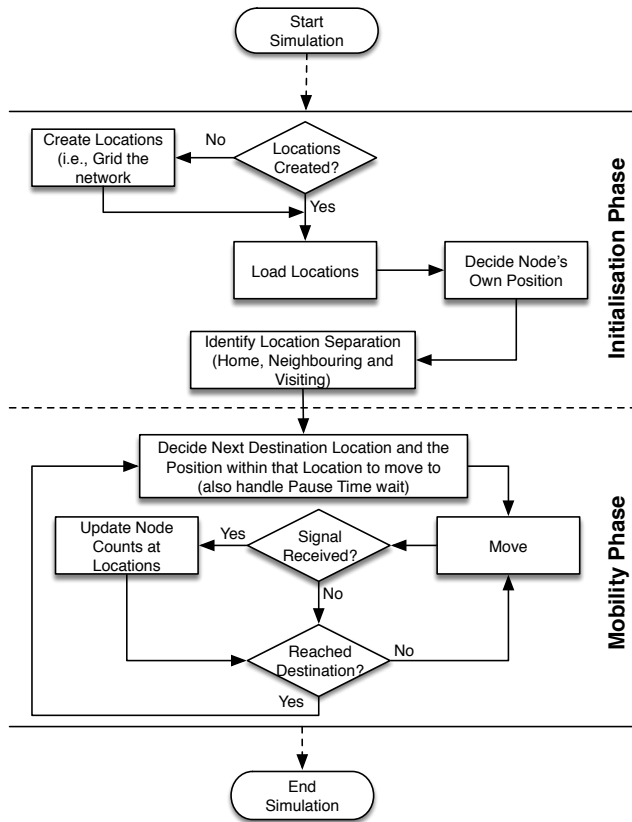 Start
Simulation
No
Create Locations
(i.e., Grid the
network
Locations
Created?
Yes
Load Locations
Decide Node's
Own Position
Identify Location Separation
(Home, Neighbouring and
Visiting)
Initialisation Phase
Decide Next Destination Location and the
Position within that Location to move to
(also handle Pause Time wait)
Update Node
Counts at
Locations
Yes
Signal
Received?
Move
No
Reached
Destination?
No
Yes
Mobility Phase
End
Simulation